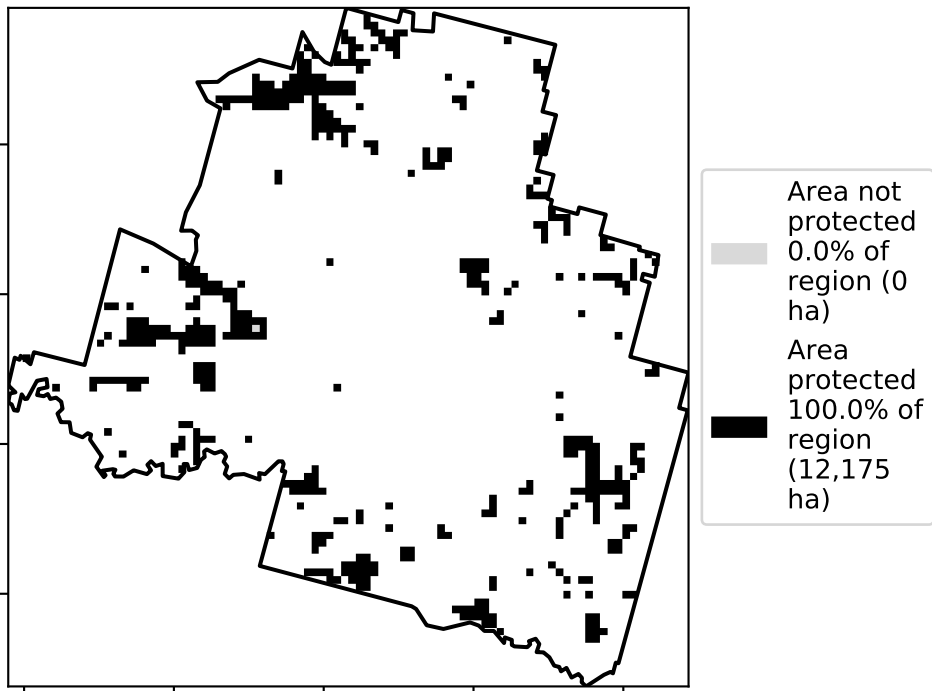 Area not
protected
0.0% of
region (0
ha)
Area
protected
100.0% of
region
(12,175
ha)